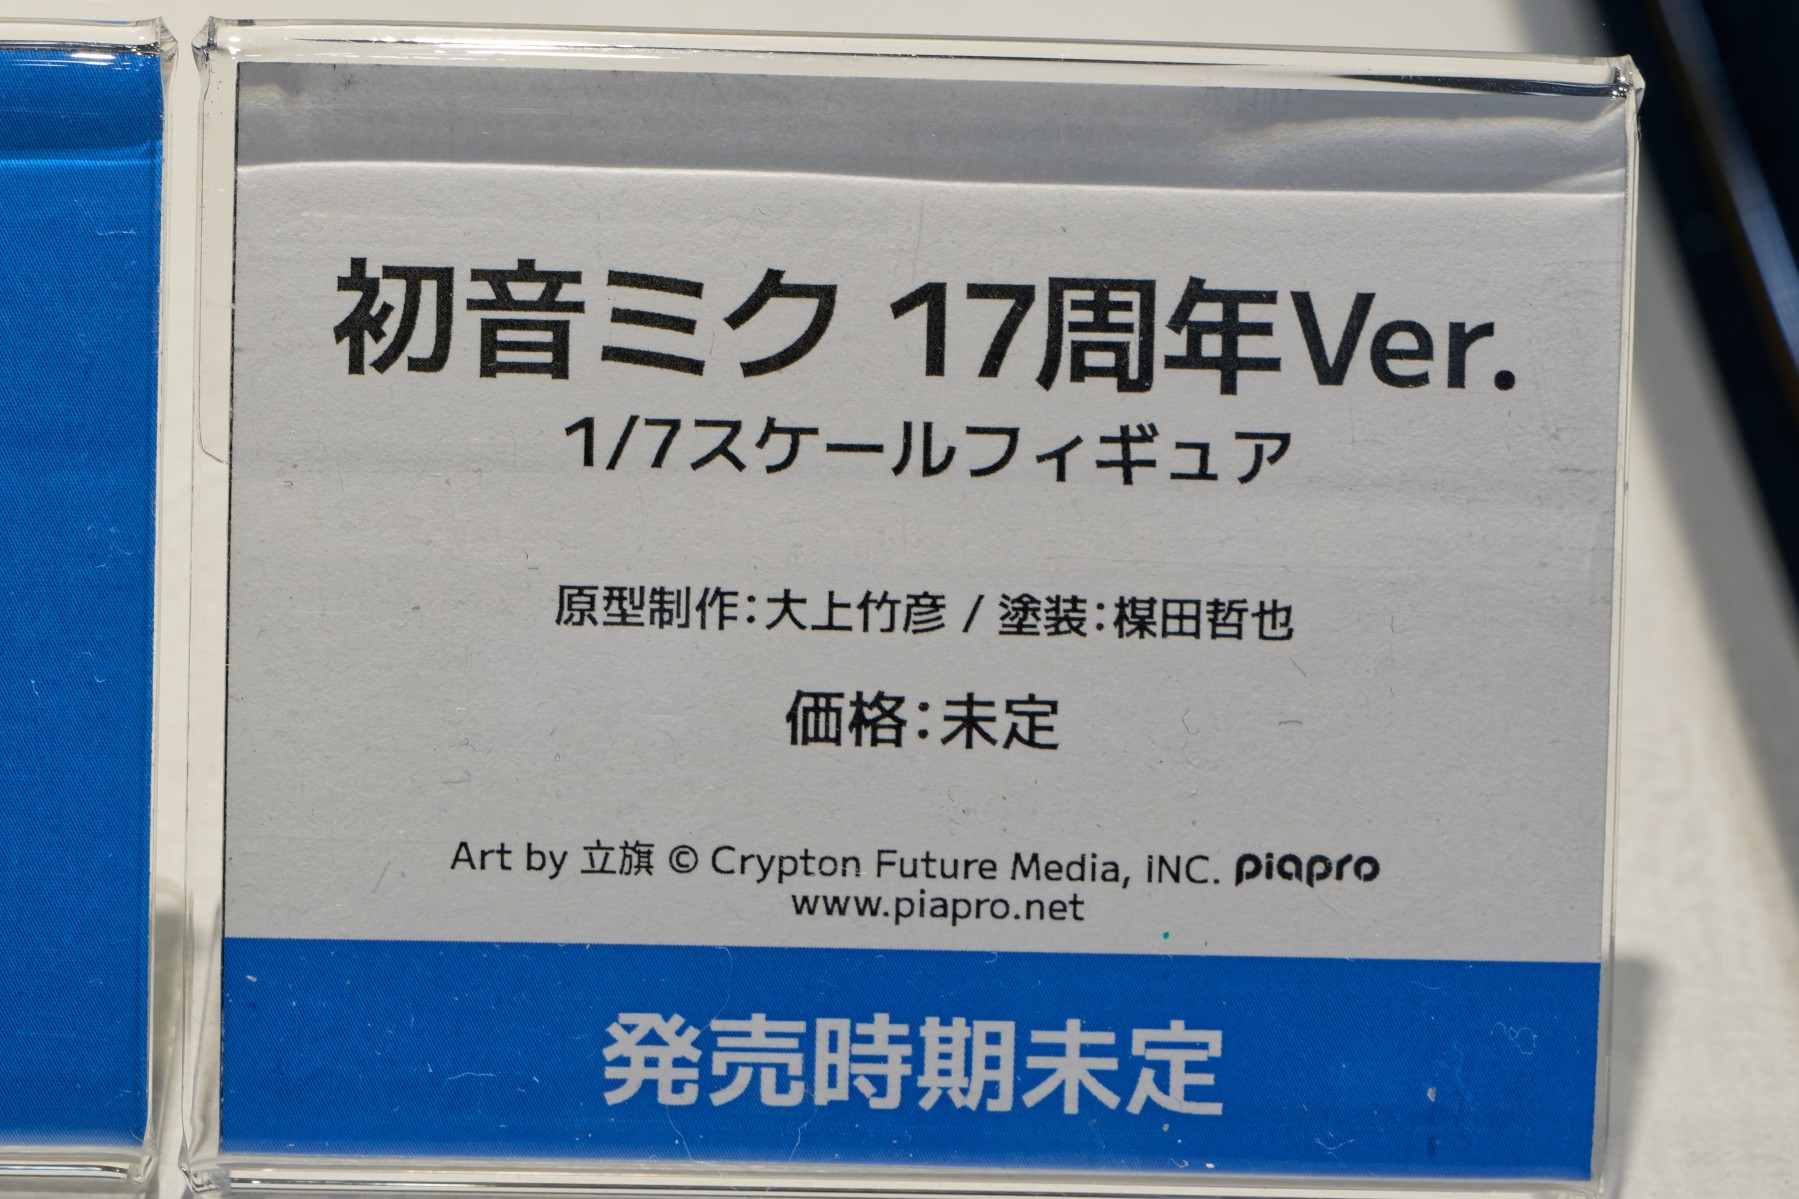 初音ミク 17周年Ver.
1/7スケールフィギュア
原型制作：大上竹彦 / 塗装：楳田哲也
価格：未定
Art by 立旗 © Crypton Future Media, INC. piapro
www.piapro.net
発売時期未定